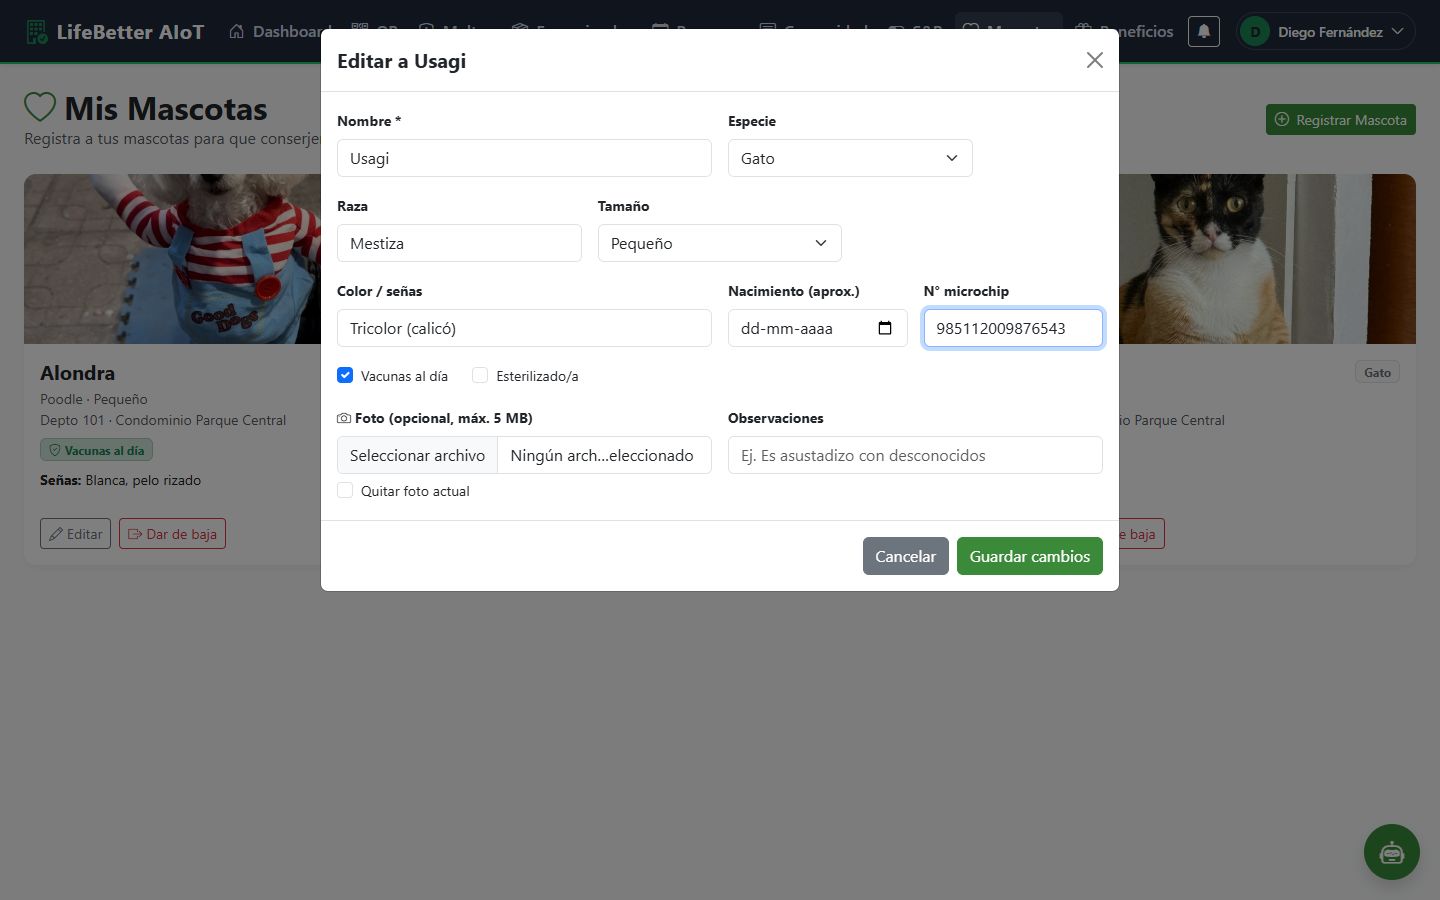 LifeBetter AIoT
Dashboar
Diego Fernández
D
neficios
Editar a Usagi
Mis Mascotas
Registra a tus mascotas para que conserje
Registrar Mascota
Nombre *
Especie
Usagi
Gato
Raza
Tamaño
Mestiza
Pequeño
Color / señas
Nacimiento (aprox.)
N° microchip
Tricolor (calicó)
dd-mm-aaaa
985112009876543
Vacunas al día
Esterilizado/a
Foto (opcional, máx. 5 MB)
Observaciones
Seleccionar archivo
Ningún arch...eleccionado
Ej. Es asustadizo con desconocidos
Quitar foto actual
Cancelar
Guardar cambios
Good
Dogs
Alondra
Poodle · Pequeño
Depto 101 · Condominio Parque Central
Vacunas al día
Señas: Blanca, pelo rizado
Editar
Dar de baja
Gato
io Parque Central
e baja